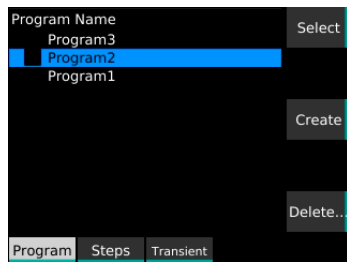 Program Name
Program3
Program2
Program1
Select
Create
Delete...
Program
Steps
Transient